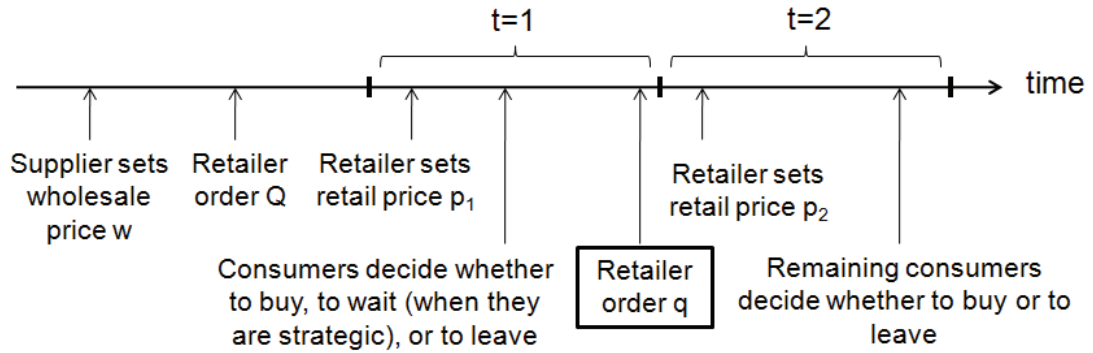 t=1
t=2
time
Supplier sets
wholesale
price w
Retailer
order Q
Retailer sets
retail price p₁
Consumers decide whether
to buy, to wait (when they
are strategic), or to leave
Retailer
order q
Retailer sets
retail price p₂
Remaining consumers
decide whether to buy or to
leave